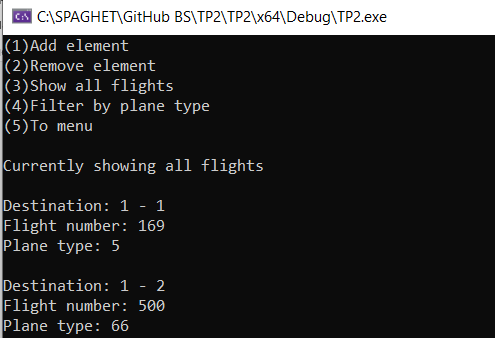 C:\SPAGHET\GitHub BS\TP2\TP2\x64\Debug\TP2.exe
(1)Add element
(2)Remove element
(3)Show all flights
(4)Filter by plane type
(5)To menu
Currently showing all flights
Destination: 1 - 1
Flight number: 169
Plane type: 5
Destination: 1 - 2
Flight number: 500
Plane type: 66